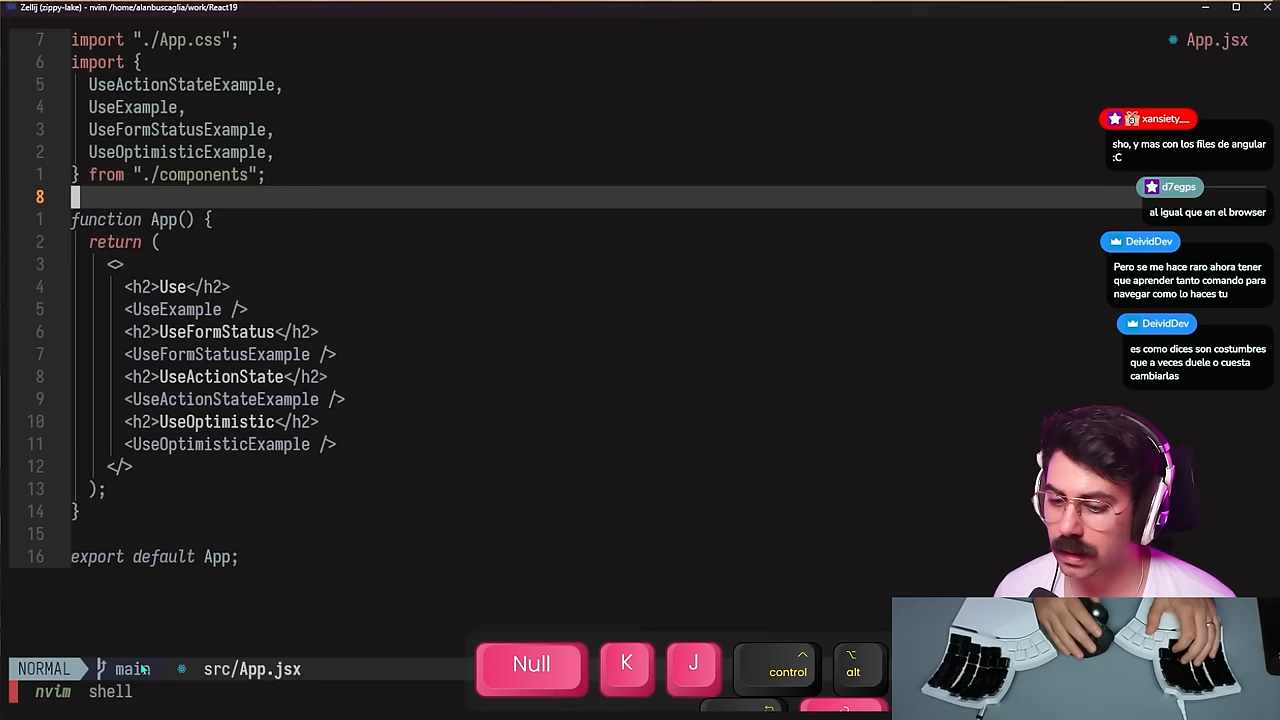 Zellij (zippy-lake) - nvim /home/alanbuscaglia/work/React19
App.jsx
7 import "./App.css";
6 import {
5 UseActionStateExample,
4 UseExample,
3 UseFormStatusExample,
2 UseOptimisticExample,
1 } from "./components";
8
1 function App() {
2 return (
3 <>
4 <h2>Use</h2>
5 <UseExample />
6 <h2>UseFormStatus</h2>
7 <UseFormStatusExample />
8 <h2>UseActionState</h2>
9 <UseActionStateExample />
10 <h2>UseOptimistic</h2>
11 <UseOptimisticExample />
12 </>
13 );
14 }
15
16 export default App;
xansiety__
sho, y mas con los files de angular
:C
d7egps
al igual que en el browser
DeividDev
Pero se me hace raro ahora tener
que aprender tanto comando para
navegar como lo haces tu
DeividDev
es como dices son costumbres
que a veces duele o cuesta
cambiarlas
NORMAL main src/App.jsx
nvim shell
Null K J control alt